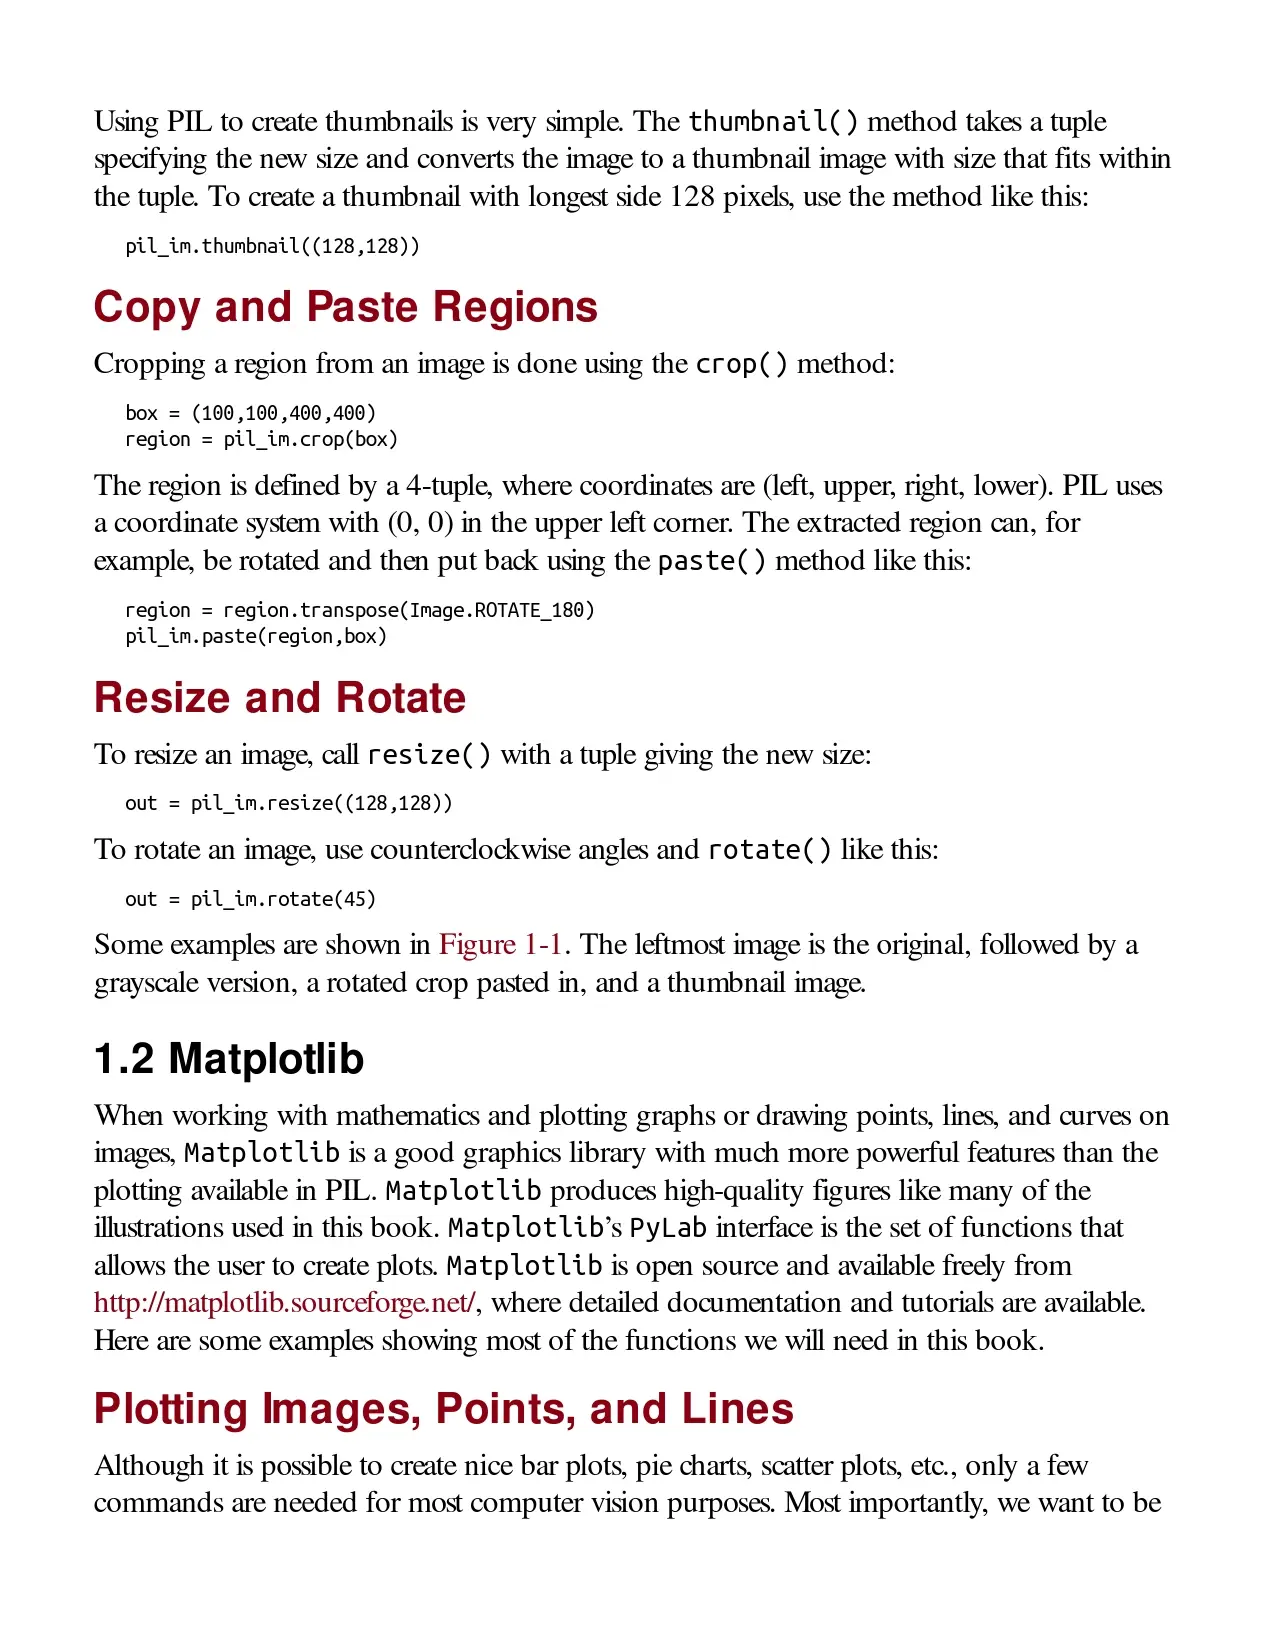 Using PIL to create thumbnails is very simple. The thumbnail() method takes a tuple
specifying the new size and converts the image to a thumbnail image with size that fits within
the tuple. To create a thumbnail with longest side 128 pixels, use the method like this:
pil_im.thumbnail((128,128))
Copy and Paste Regions
Cropping a region from an image is done using the crop() method:
box = (100,100,400,400)
region = pil_im.crop(box)
The region is defined by a 4-tuple, where coordinates are (left, upper, right, lower). PIL uses
a coordinate system with (0, 0) in the upper left corner. The extracted region can, for
example, be rotated and then put back using the paste() method like this:
region = region.transpose(Image.ROTATE_180)
pil_im.paste(region,box)
Resize and Rotate
To resize an image, call resize() with a tuple giving the new size:
out = pil_im.resize((128,128))
To rotate an image, use counterclockwise angles and rotate() like this:
out = pil_im.rotate(45)
Some examples are shown in Figure 1-1. The leftmost image is the original, followed by a
grayscale version, a rotated crop pasted in, and a thumbnail image.
1.2 Matplotlib
When working with mathematics and plotting graphs or drawing points, lines, and curves on
images, Matplotlib is a good graphics library with much more powerful features than the
plotting available in PIL. Matplotlib produces high-quality figures like many of the
illustrations used in this book. Matplotlib’s PyLab interface is the set of functions that
allows the user to create plots. Matplotlib is open source and available freely from
http://matplotlib.sourceforge.net/, where detailed documentation and tutorials are available.
Here are some examples showing most of the functions we will need in this book.
Plotting Images, Points, and Lines
Although it is possible to create nice bar plots, pie charts, scatter plots, etc., only a few
commands are needed for most computer vision purposes. Most importantly, we want to be